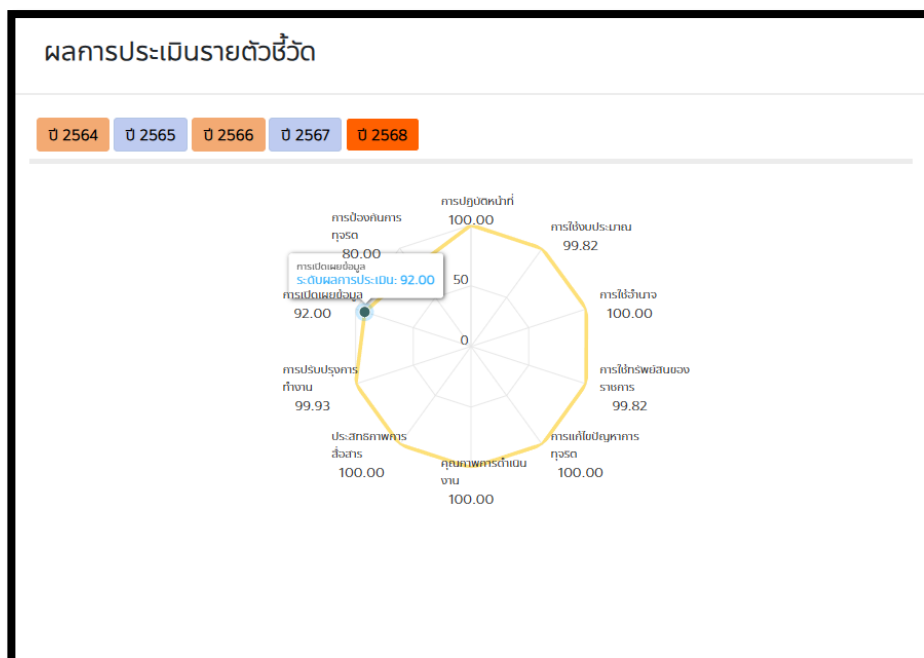 ผลการประเมินรายตัวชี้วัด
ปี 2564 ปี 2565 ปี 2566 ปี 2567 ปี 2568
การปฏิบัติหน้าที่
100.00
การใช้งบประมาณ
99.82
การใช้อำนาจ
100.00
การใช้ทรัพย์สินของ
ราชการ
99.82
การแก้ไขปัญหาการ
ทุจริต
100.00
คุณภาพการดำเนิน
งาน
100.00
ประสิทธิภาพการ
สื่อสาร
100.00
การปรับปรุงการ
ทำงาน
99.93
การเปิดเผยข้อมูล
92.00
การป้องกันการ
ทุจริต
80.00
การเปิดเผยข้อมูล
ระดับผลการประเมิน: 92.00
50
0